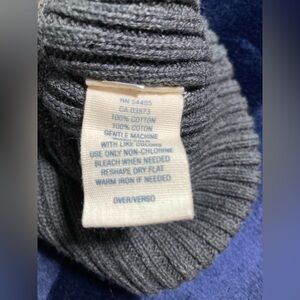 RN 54485
CA 03573
100% COTTON
100% COTON
GENTLE MACHINE
WITH LIKE COLORS
USE ONLY NON-CHLORINE
BLEACH WHEN NEEDED
RESHAPE DRY FLAT
WARM IRON IF NEEDED
OVER/VERSO